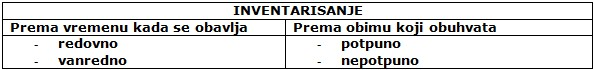 INVENTARISANJE
Prema vremenu kada se obavlja
- redovno
- vanredno
Prema obimu koji obuhvata
- potpuno
- nepotpuno